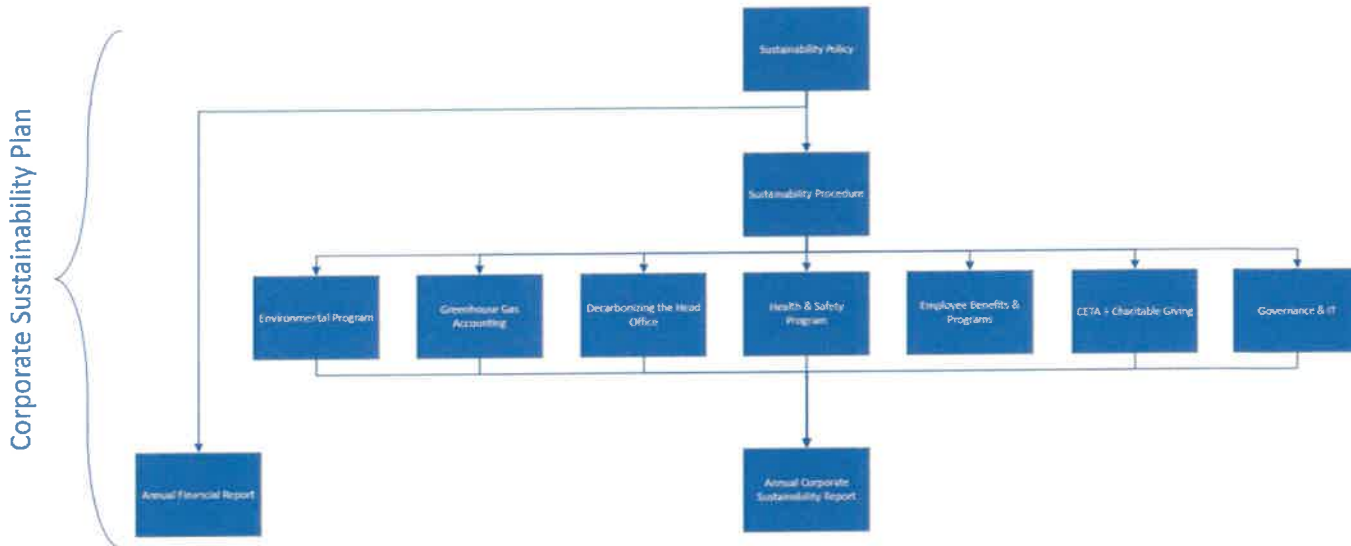 Corporate Sustainability Plan
Sustainability Policy
Sustainability Procedure
Environmental Program
Greenhouse Gas
Accounting
Decarbonizing the Head
Office
Health & Safety
Program
Employee Benefits &
Programs
CETA + Charitable Giving
Governance & IT
Annual Financial Report
Annual Corporate
Sustainability Report